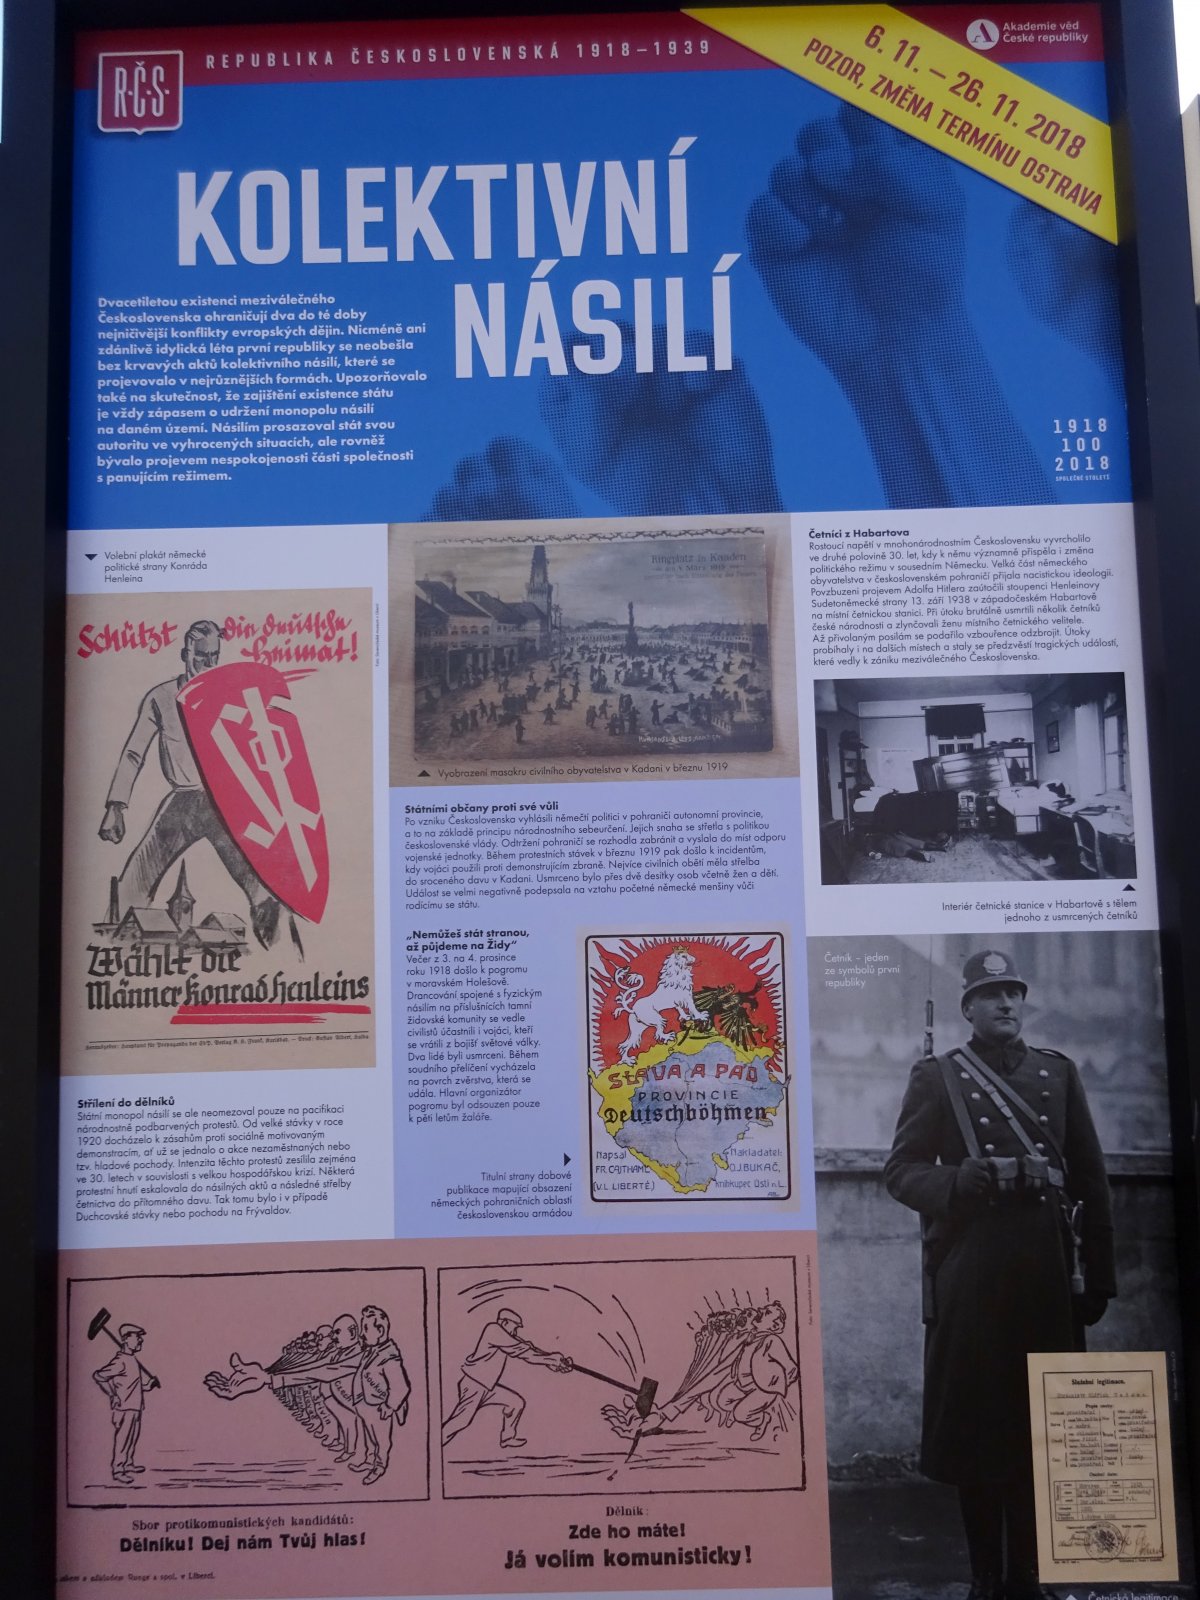 R·Č·S
REPUBLIKA ČESKOSLOVENSKÁ 1918–1939
Akademie věd
České republiky
6. 11. – 26. 11. 2018
POZOR, ZMĚNA TERMÍNU OSTRAVA
KOLEKTIVNÍ
NÁSILÍ
Dvacetiletou existenci meziválečného
Československa ohraničují dva do té doby
nejničivější konflikty evropských dějin. Nicméně ani
zdánlivě idylická léta první republiky se neobešla
bez krvavých aktů kolektivního násilí, které se
projevovalo v nejrůznějších formách. Upozorňovalo
také na skutečnost, že zajištění existence státu
je vždy zápasem o udržení monopolu násilí
na daném území. Násilím prosazoval stát svou
autoritu ve vyhrocených situacích, ale rovněž
bývalo projevem nespokojenosti části společnosti
s panujícím režimem.
1918
100
2018
SPOLEČNÉ STOLETÍ
Volební plakát německé
politické strany Konráda
Henleina
Schützt die deutsche
Heimat!
SdP
Wählt die
Männer Konrad Henleins
Střílení do dělníků
Státní monopol násilí se ale neomezoval pouze na pacifikaci
národnostně podbarvených protestů. Od velké stávky v roce
1920 docházelo k zásahům proti sociálně motivovaným
demonstracím, ať už se jednalo o akce nezaměstnaných nebo
tzv. hladové pochody. Intenzita těchto protestů zesílila zejména
ve 30. letech v souvislosti s velkou hospodářskou krizí. Některá
protestní hnutí eskalovala do násilných aktů a následné střelby
četnictva do přítomného davu. Tak tomu bylo i v případě
Duchcovské stávky nebo pochodu na Frývaldov.
Ringplatz in Kaaden
am 4. März 1919
Vyobrazení masakru civilního obyvatelstva v Kadani v březnu 1919
Státními občany proti své vůli
Po vzniku Československa vyhlásili němečtí politici v pohraničí autonomní provincie,
a to na základě principu národnostního sebeurčení. Jejich snaha se střetla s politikou
československé vlády. Odtržení pohraničí se rozhodla zabránit a vyslala do míst odporu
vojenské jednotky. Během protestních stávek v březnu 1919 pak došlo k incidentům,
kdy vojáci použili proti demonstrujícím zbraně. Nejvíce civilních obětí měla střelba
do sroceného davu v Kadani. Usmrceno bylo přes dvě desítky osob včetně žen a dětí.
Událost se velmi negativně podepsala na vztahu početné německé menšiny vůči
rodícímu se státu.
„Nemůžeš stát stranou,
až půjdeme na Židy“
Večer z 3. na 4. prosince
roku 1918 došlo k pogromu
v moravském Holešově.
Drancování spojené s fyzickým
násilím na příslušnících tamní
židovské komunity se vedle
civilistů účastnili i vojáci, kteří
se vrátili z bojišť světové války.
Dva lidé byli usmrceni. Během
soudního přelíčení vycházela
na povrch zvěrstva, která se
udála. Hlavní organizátor
pogromu byl odsouzen pouze
k pěti letům žaláře.
Titulní strany dobové
publikace mapující obsazení
německých pohraničních oblastí
československou armádou
SLÁVA A PÁD
PROVINCIE
Deutschböhmen
Napsal
FR. CAJTHAML
(V. L. LIBERTÉ)
Nakladatel:
O.J. BUKAČ,
knihkupec Ústí n. L.
Četníci z Habartova
Rostoucí napětí v mnohonárodnostním Československu vyvrcholilo
ve druhé polovině 30. let, kdy k němu významně přispěla i změna
politického režimu v sousedním Německu. Velká část německého
obyvatelstva v československém pohraničí přijala nacistickou ideologii.
Povzbuzeni projevem Adolfa Hitlera zaútočili stoupenci Henleinovy
Sudetoněmecké strany 13. září 1938 v západočeském Habartově
na místní četnickou stanici. Při útoku brutálně usmrtili několik četníků
české národnosti a zlynčovali ženu místního četnického velitele.
Až přivolaným posilám se podařilo vzbouřence odzbrojit. Útoky
probíhaly i na dalších místech a staly se předzvěstí tragických událostí,
které vedly k zániku meziválečného Československa.
Interiér četnické stanice v Habartově s tělem
jednoho z usmrcených četníků
Četník – jeden
ze symbolů první
republiky
Služební legitimace.
Četnická legitimace
Sbor protikomunistických kandidátů:
Dělníku! Dej nám Tvůj hlas!
Dělník:
Zde ho máte!
Já volím komunisticky!